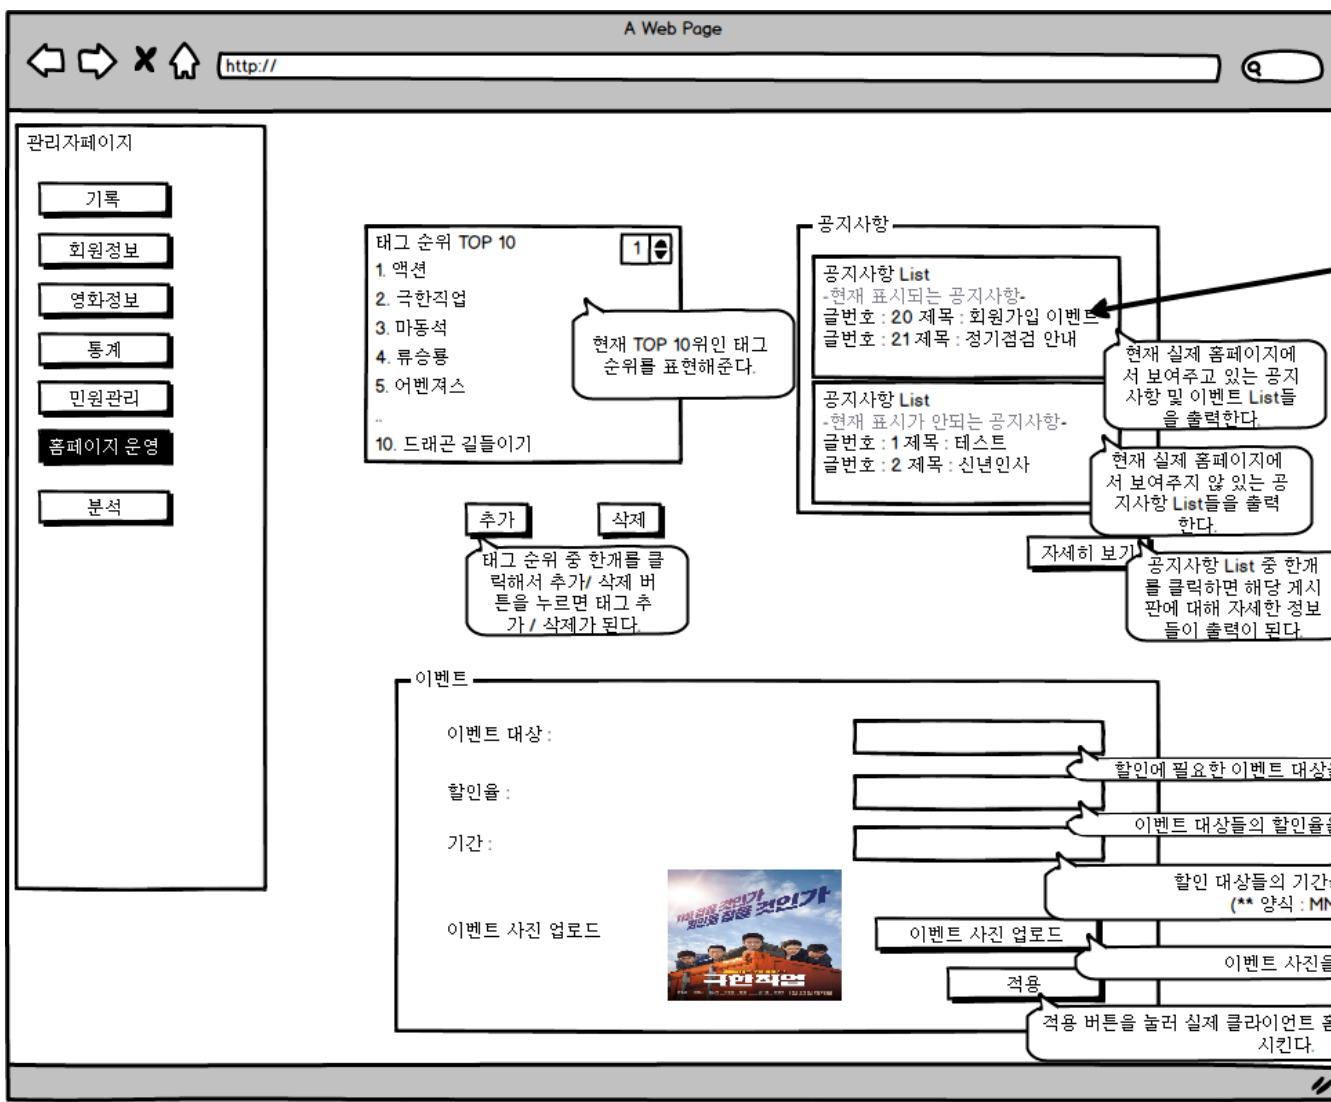 A Web Page
http://
관리자페이지
기록
회원정보
영화정보
통계
민원관리
홈페이지 운영
분석
태그 순위 TOP 10
1
1. 액션
2. 극한직업
3. 마동석
4. 류승룡
5. 어벤져스
..
10. 드래곤 길들이기
현재 TOP 10위인 태그
순위를 표현해준다.
추가
삭제
태그 순위 중 한개를 클
릭해서 추가/ 삭제 버
튼을 누르면 태그 추
가 / 삭제가 된다.
공지사항
공지사항 List
-현재 표시되는 공지사항-
글번호 : 20 제목 : 회원가입 이벤트
글번호 : 21 제목 : 정기점검 안내
현재 실제 홈페이지에
서 보여주고 있는 공지
사항 및 이벤트 List들
을 출력한다.
공지사항 List
-현재 표시가 안되는 공지사항-
글번호 : 1 제목 : 테스트
글번호 : 2 제목 : 신년인사
현재 실제 홈페이지에
서 보여주지 않 있는 공
지사항 List들을 출력
한다.
자세히 보기
공지사항 List 중 한개
를 클릭하면 해당 게시
판에 대해 자세한 정보
들이 출력이 된다.
이벤트
이벤트 대상 :
할인에 필요한 이벤트 대상을
할인율 :
이벤트 대상들의 할인율을
기간 :
할인 대상들의 기간을
(** 양식 : MM
이벤트 사진 업로드
극한직업
이벤트 사진 업로드
이벤트 사진을
적용
적용 버튼을 눌러 실제 클라이언트 홈
시킨다.